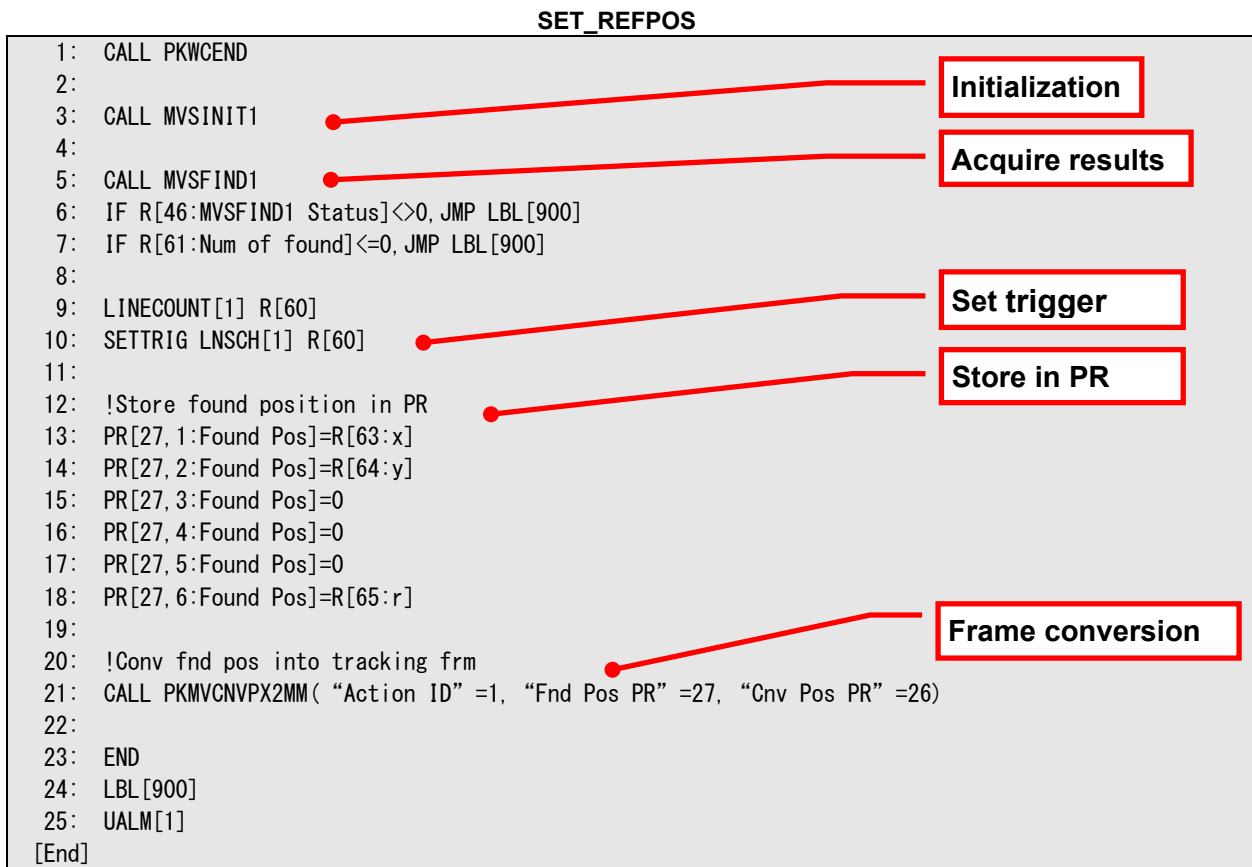 SET_REFPOS
1: CALL PKWCEND
2:
Initialization
3: CALL MVSINIT1
4:
Acquire results
5: CALL MVSFIND1
6: IF R[46:MVSFIND1 Status]<>0,JMP LBL[900]
7: IF R[61:Num of found]<=0,JMP LBL[900]
8:
Set trigger
9: LINECOUNT[1] R[60]
10: SETTRIG LNSCH[1] R[60]
11:
Store in PR
12: !Store found position in PR
13: PR[27,1:Found Pos]=R[63:x]
14: PR[27,2:Found Pos]=R[64:y]
15: PR[27,3:Found Pos]=0
16: PR[27,4:Found Pos]=0
17: PR[27,5:Found Pos]=0
18: PR[27,6:Found Pos]=R[65:r]
19:
Frame conversion
20: !Conv fnd pos into tracking frm
21: CALL PKMVCNVPX2MM( “Action ID” =1, “Fnd Pos PR” =27, “Cnv Pos PR” =26)
22:
23: END
24: LBL[900]
25: UALM[1]
[End]